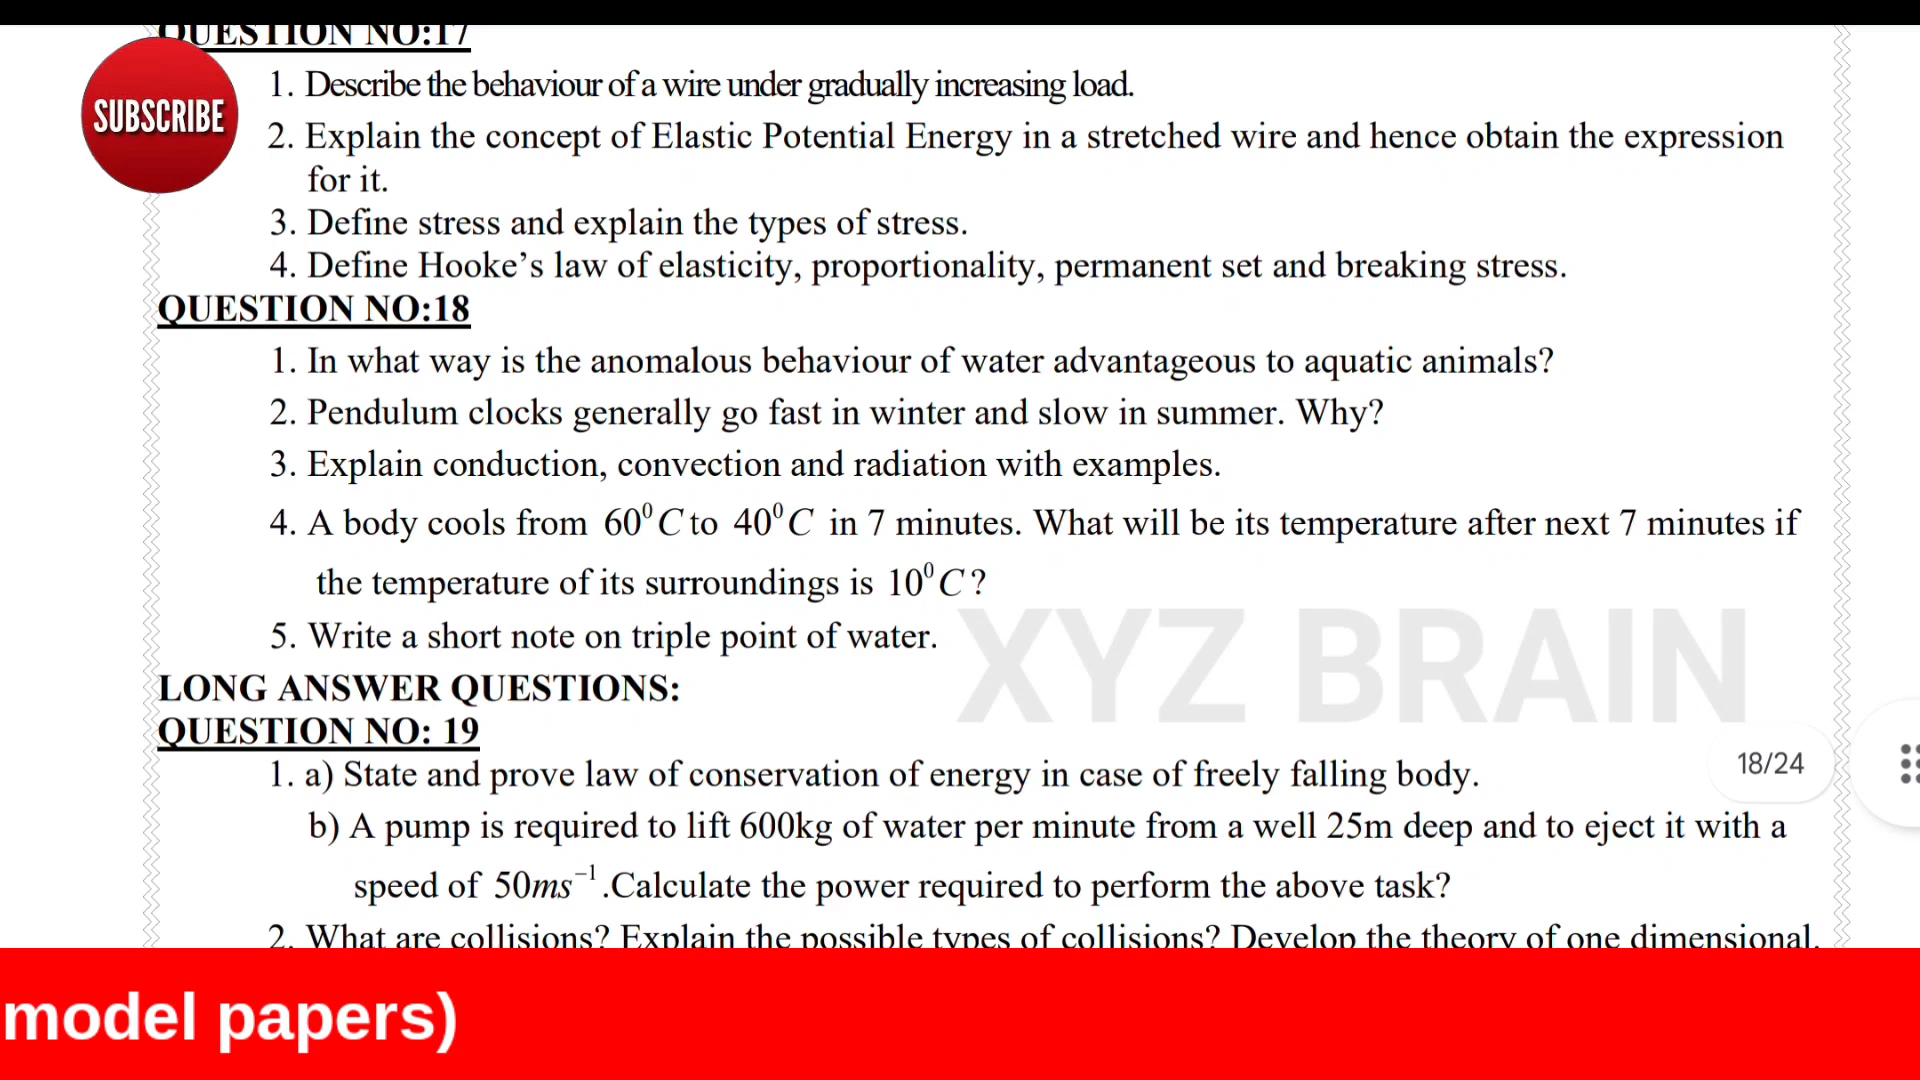 QUESTION NO:17
SUBSCRIBE
1. Describe the behaviour of a wire under gradually increasing load.
2. Explain the concept of Elastic Potential Energy in a stretched wire and hence obtain the expression
for it.
3. Define stress and explain the types of stress.
4. Define Hooke’s law of elasticity, proportionality, permanent set and breaking stress.
QUESTION NO:18
1. In what way is the anomalous behaviour of water advantageous to aquatic animals?
2. Pendulum clocks generally go fast in winter and slow in summer. Why?
3. Explain conduction, convection and radiation with examples.
4. A body cools from 60⁰C to 40⁰C in 7 minutes. What will be its temperature after next 7 minutes if
the temperature of its surroundings is 10⁰C?
5. Write a short note on triple point of water.
XYZ BRAIN
LONG ANSWER QUESTIONS:
QUESTION NO: 19
1. a) State and prove law of conservation of energy in case of freely falling body.
18/24
b) A pump is required to lift 600kg of water per minute from a well 25m deep and to eject it with a
speed of 50ms⁻¹.Calculate the power required to perform the above task?
2. What are collisions? Explain the possible types of collisions? Develop the theory of one dimensional
model papers)